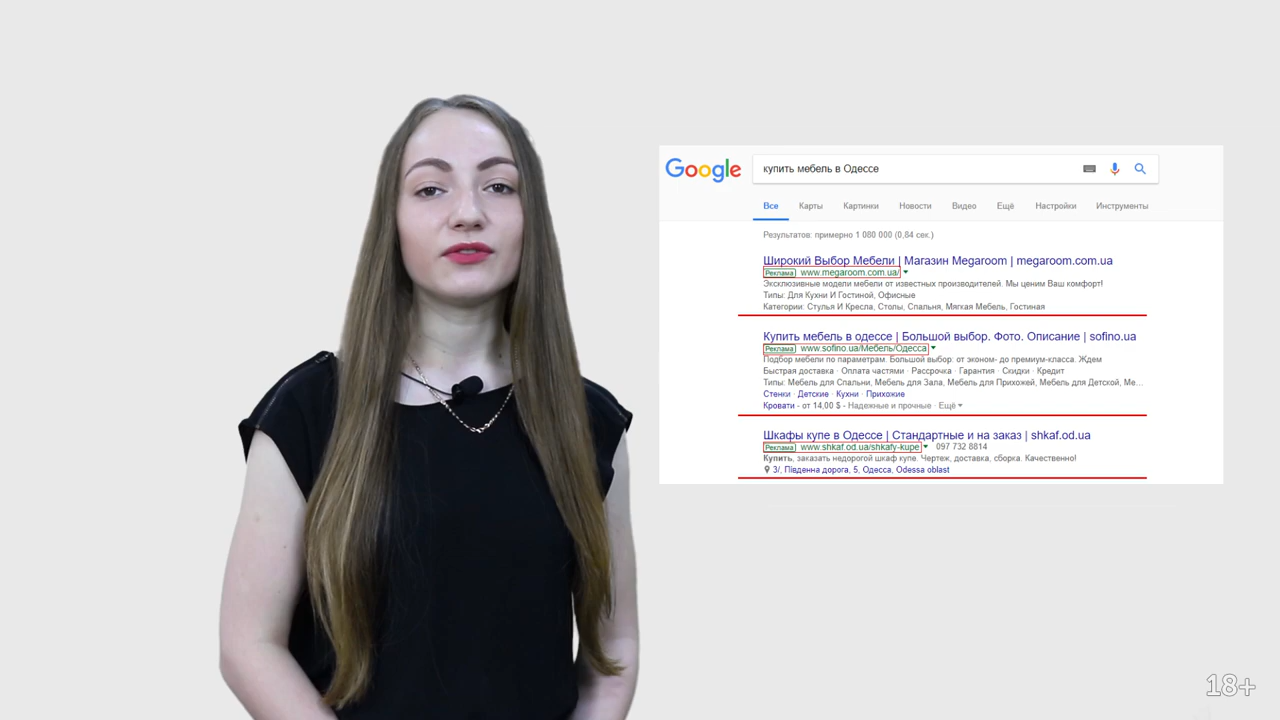 Google
купить мебель в Одессе
Все Карты Картинки Новости Видео Ещё Настройки Инструменты
Результатов: примерно 1 080 000 (0,84 сек.)
Широкий Выбор Мебели | Магазин Megaroom | megaroom.com.ua
Реклама www.megaroom.com.ua/
Эксклюзивные модели мебели от известных производителей. Мы ценим Ваш комфорт!
Типы: Для Кухни И Гостиной, Офисные
Категории: Стулья И Кресла, Столы, Спальня, Мягкая Мебель, Гостиная
Купить мебель в одессе | Большой выбор. Фото. Описание | sofino.ua
Реклама www.sofino.ua/Мебель/Одесса
Подбор мебели по параметрам. Большой выбор: от эконом- до премиум-класса. Ждем
Быстрая доставка · Оплата частями · Рассрочка · Гарантия · Скидки · Кредит
Типы: Мебель для Спальни, Мебель для Зала, Мебель для Прихожей, Мебель для Детской, Ме...
Стенки · Детские · Кухни · Прихожие
Кровати - от 14,00 $ - Надежные и прочные · Ещё
Шкафы купе в Одессе | Стандартные и на заказ | shkaf.od.ua
Реклама www.shkaf.od.ua/shkafy-kupe 097 732 8814
Купить, заказать недорогой шкаф купе. Чертеж, доставка, сборка. Качественно!
3/, Південна дорога, 5, Одесса, Odessa oblast
18+